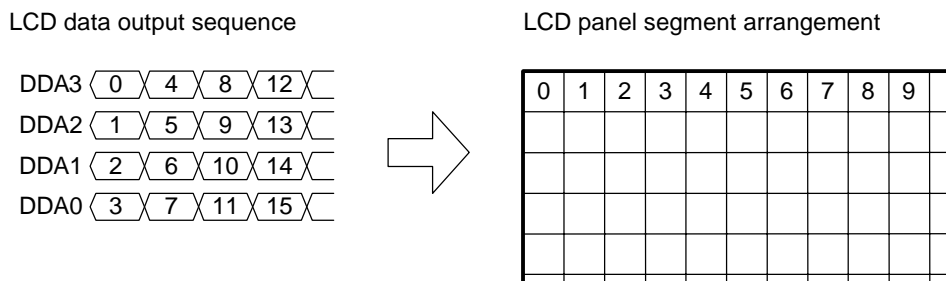 LCD data output sequence
LCD panel segment arrangement
DDA3 0 4 8 12
DDA2 1 5 9 13
DDA1 2 6 10 14
DDA0 3 7 11 15
0 1 2 3 4 5 6 7 8 9